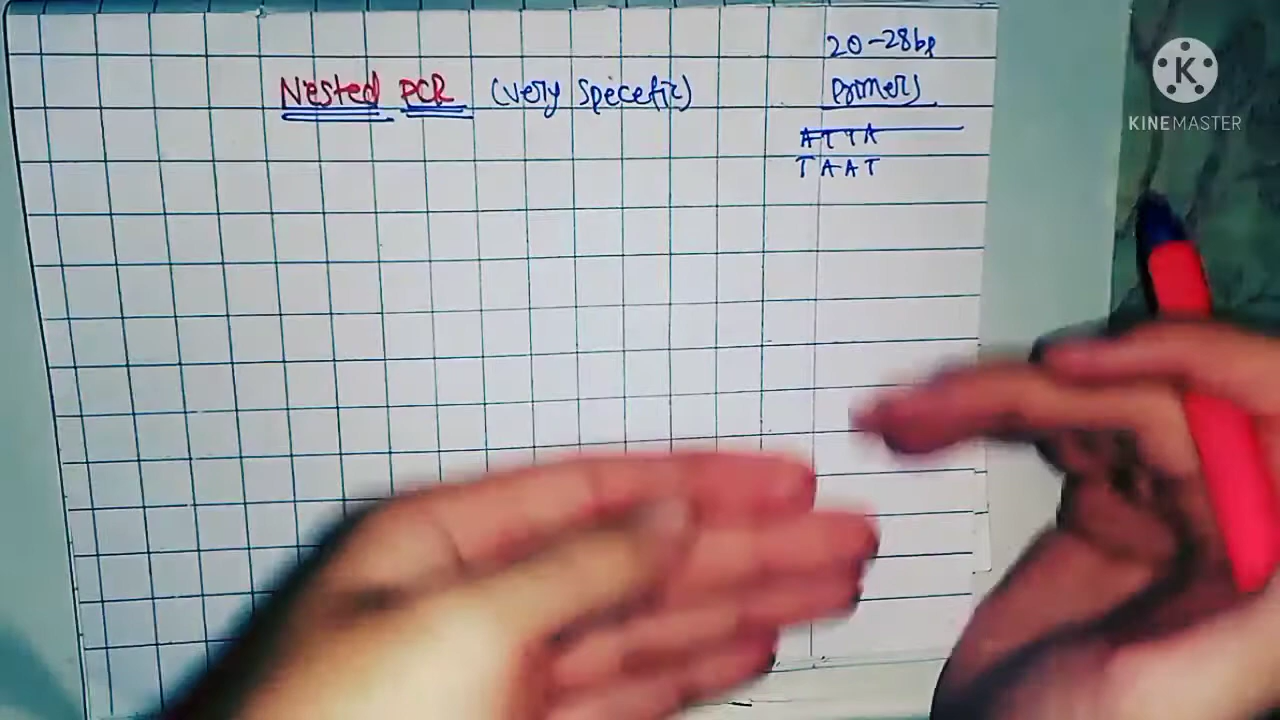 20-28bp
Nested PCR (very specefic) primers
ATTA
TAAT
K
KINEMASTER